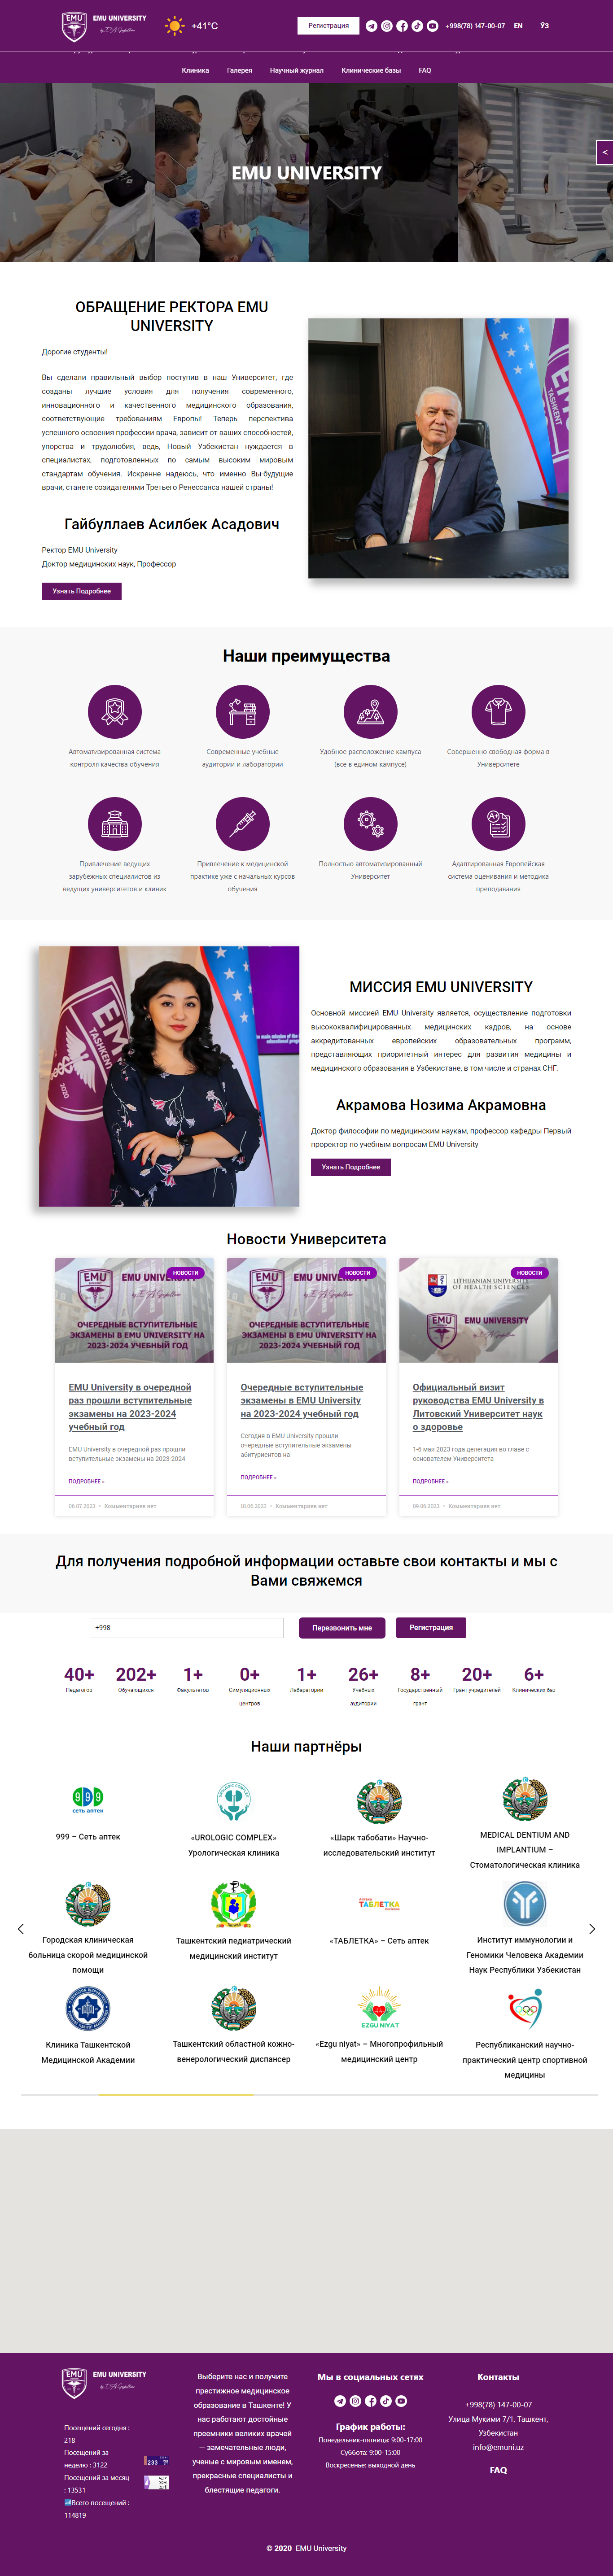 EMU UNIVERSITY
+41°C
Регистрация
+998(78) 147-00-07
EN
ЎЗ
Клиника
Галерея
Научный журнал
Клинические базы
FAQ
EMU UNIVERSITY
<
ОБРАЩЕНИЕ РЕКТОРА EMU
UNIVERSITY
Дорогие студенты!
Вы сделали правильный выбор поступив в наш Университет, где
созданы лучшие условия для получения современного,
инновационного и качественного медицинского образования,
соответствующие требованиям Европы! Теперь перспектива
успешного освоения профессии врача, зависит от ваших способностей,
упорства и трудолюбия, ведь, Новый Узбекистан нуждается в
специалистах, подготовленных по самым высоким мировым
стандартам обучения. Искренне надеюсь, что именно Вы-будущие
врачи, станете созидателями Третьего Ренессанса нашей страны!
Гайбуллаев Асилбек Асадович
Ректор EMU University
Доктор медицинских наук, Профессор
Узнать Подробнее
Наши преимущества
Автоматизированная система
контроля качества обучения
Современные учебные
аудитории и лаборатории
Удобное расположение кампуса
(все в едином кампусе)
Совершенно свободная форма в
Университете
Привлечение ведущих
зарубежных специалистов из
ведущих университетов и клиник
Привлечение к медицинской
практике уже с начальных курсов
обучения
Полностью автоматизированный
Университет
Адаптированная Европейская
система оценивания и методика
преподавания
МИССИЯ EMU UNIVERSITY
Основной миссией EMU University является, осуществление подготовки
высококвалифицированных медицинских кадров, на основе
аккредитованных европейских образовательных программ,
представляющих приоритетный интерес для развития медицины и
медицинского образования в Узбекистане, в том числе и странах СНГ.
Акрамова Нозима Акрамовна
Доктор философии по медицинским наукам, профессор кафедры Первый
проректор по учебным вопросам EMU University
Узнать Подробнее
Новости Университета
НОВОСТИ
EMU
ОЧЕРЕДНЫЕ ВСТУПИТЕЛЬНЫЕ
ЭКЗАМЕНЫ В EMU UNIVERSITY НА
2023-2024 УЧЕБНЫЙ ГОД
EMU University в очередной
раз прошли вступительные
экзамены на 2023-2024
учебный год
EMU University в очередной раз прошли
вступительные экзамены на 2023-2024
ПОДРОБНЕЕ »
06.07.2023 • Комментариев нет
НОВОСТИ
EMU
ОЧЕРЕДНЫЕ ВСТУПИТЕЛЬНЫЕ
ЭКЗАМЕНЫ В EMU UNIVERSITY НА
2023-2024 УЧЕБНЫЙ ГОД
Очередные вступительные
экзамены в EMU University
на 2023-2024 учебный год
Сегодня в EMU University прошли
очередные вступительные экзамены
абитуриентов на
ПОДРОБНЕЕ »
18.06.2023 • Комментариев нет
НОВОСТИ
LITHUANIAN UNIVERSITY
OF HEALTH SCIENCES
EMU UNIVERSITY
Официальный визит
руководства EMU University в
Литовский Университет наук
о здоровье
1-6 мая 2023 года делегация во главе с
основателем Университета
ПОДРОБНЕЕ »
09.06.2023 • Комментариев нет
Для получения подробной информации оставьте свои контакты и мы с
Вами свяжемся
+998
Перезвонить мне
Регистрация
40+
Педагогов
202+
Обучающихся
1+
Факультетов
0+
Симуляционных
центров
1+
Лабаратории
26+
Учебных
аудитории
8+
Государственный
грант
20+
Грант учредителей
6+
Клинических баз
Наши партнёры
999
сеть аптек
999 – Сеть аптек
«UROLOGIC COMPLEX»
Урологическая клиника
«Шарк табобати» Научно-
исследовательский институт
MEDICAL DENTIUM AND
IMPLANTIUM –
Стоматологическая клиника
Городская клиническая
больница скорой медицинской
помощи
Ташкентский педиатрический
медицинский институт
ТАБЛЕТКА
«ТАБЛЕТКА» – Сеть аптек
Институт иммунологии и
Геномики Человека Академии
Наук Республики Узбекистан
Клиника Ташкентской
Медицинской Академии
Ташкентский областной кожно-
венерологический диспансер
EZGU NIYAT
«Ezgu niyat» – Многопрофильный
медицинский центр
Республиканский научно-
практический центр спортивной
медицины
EMU UNIVERSITY
Посещений сегодня :
218
Посещений за
неделю : 3122
Посещений за месяц
: 13531
Всего посещений :
114819
Выберите нас и получите
престижное медицинское
образование в Ташкенте! У
нас работают достойные
преемники великих врачей
— замечательные люди,
ученые с мировым именем,
прекрасные специалисты и
блестящие педагоги.
Мы в социальных сетях
График работы:
Понедельник-пятница: 9:00-17:00
Суббота: 9:00-15:00
Воскресенье: выходной день
Контакты
+998(78) 147-00-07
Улица Мукими 7/1, Ташкент,
Узбекистан
info@emuni.uz
FAQ
© 2020 EMU University